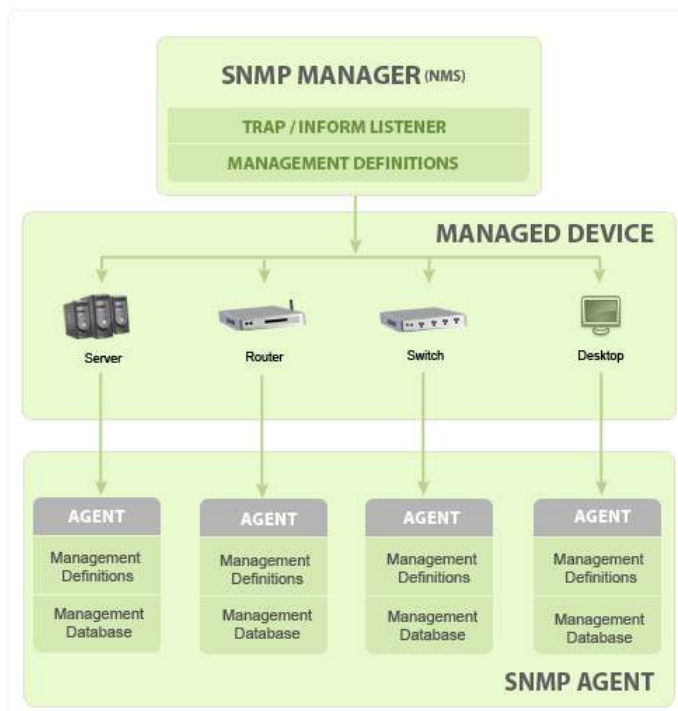 SNMP MANAGER (NMS)
TRAP / INFORM LISTENER
MANAGEMENT DEFINITIONS
MANAGED DEVICE
Server
Router
Switch
Desktop
AGENT
Management
Definitions
Management
Database
AGENT
Management
Definitions
Management
Database
AGENT
Management
Definitions
Management
Database
AGENT
Management
Definitions
Management
Database
SNMP AGENT